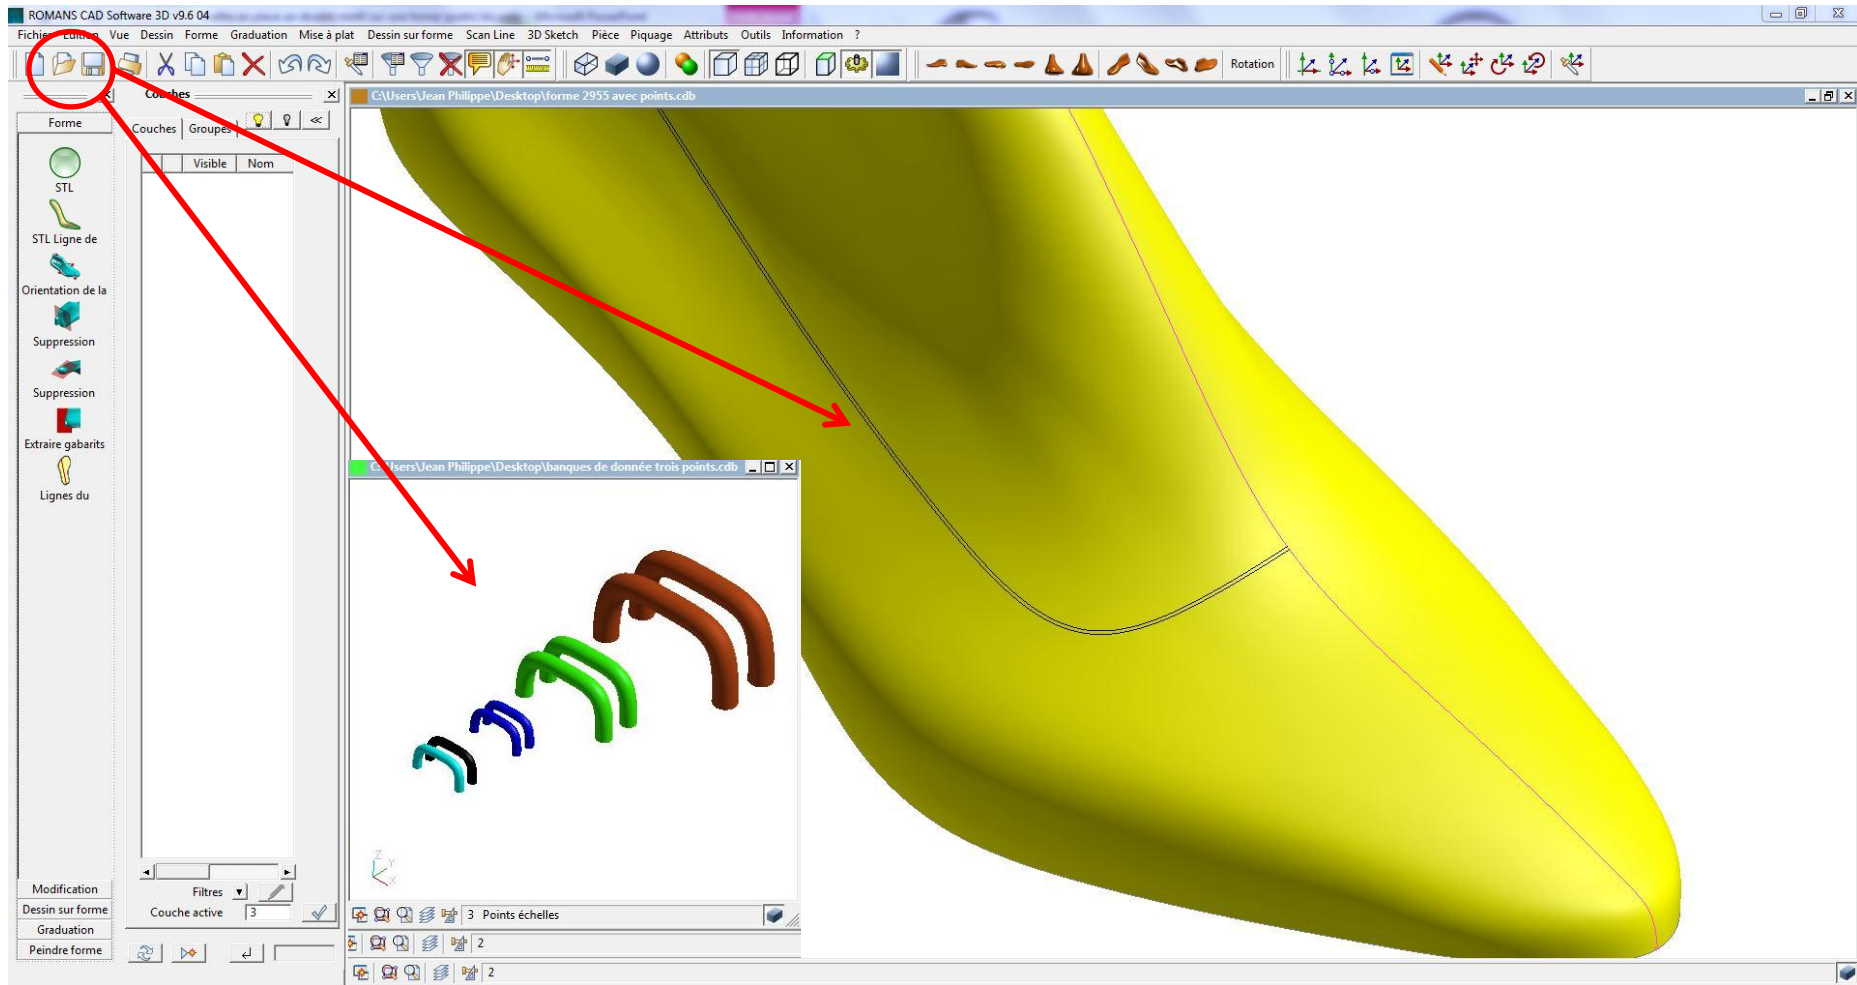 ROMANS CAD Software 3D v9.6 04
Fichier Edition Vue Dessin Forme Graduation Mise à plat Dessin sur forme Scan Line 3D Sketch Pièce Piquage Attributs Outils Information ?
Rotation
Forme
STL
STL Ligne de
Orientation de la
Suppression
Suppression
Extraire gabarits
Lignes du
Modification
Dessin sur forme
Graduation
Peindre forme
Couches
Couches Groupes
Visible Nom
Filtres
Couche active 3
C:\Users\Jean Philippe\Desktop\forme 2955 avec points.cdb
C:\Users\Jean Philippe\Desktop\banques de donnée trois points.cdb
Z
Y
X
3 Points échelles
2
2